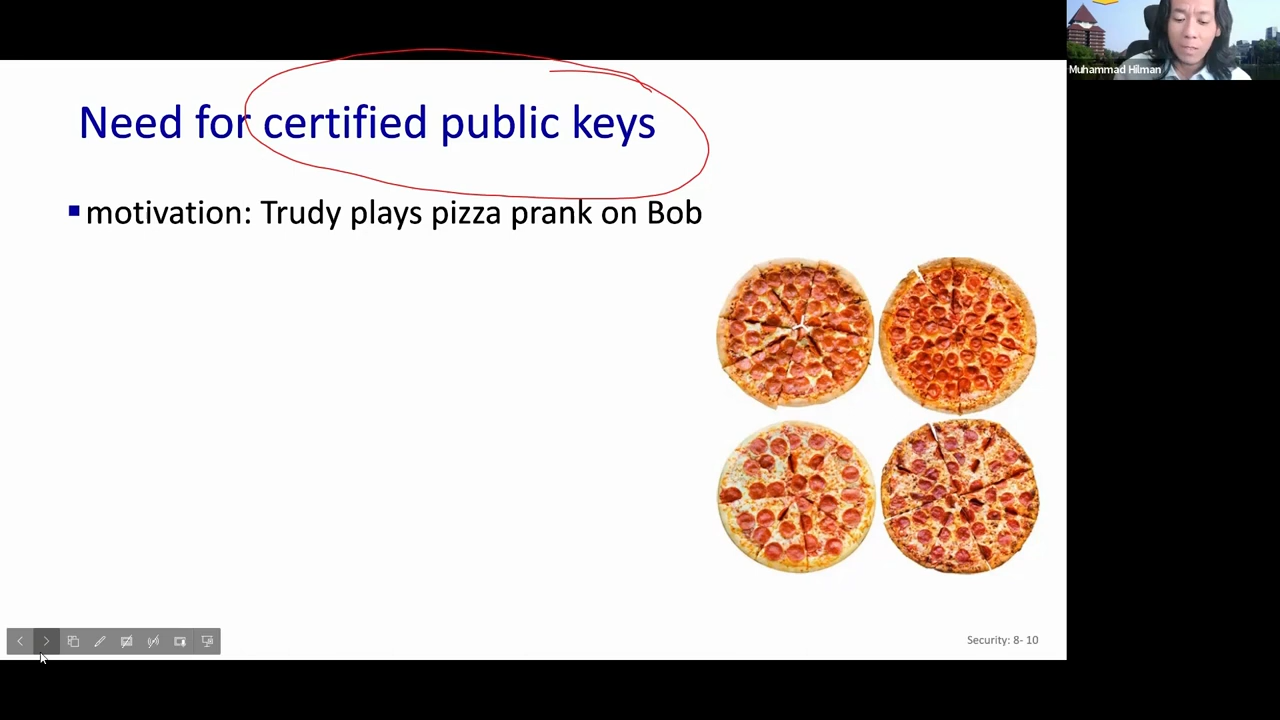 Muhammad Hilman
Need for certified public keys
motivation: Trudy plays pizza prank on Bob
Security: 8- 10